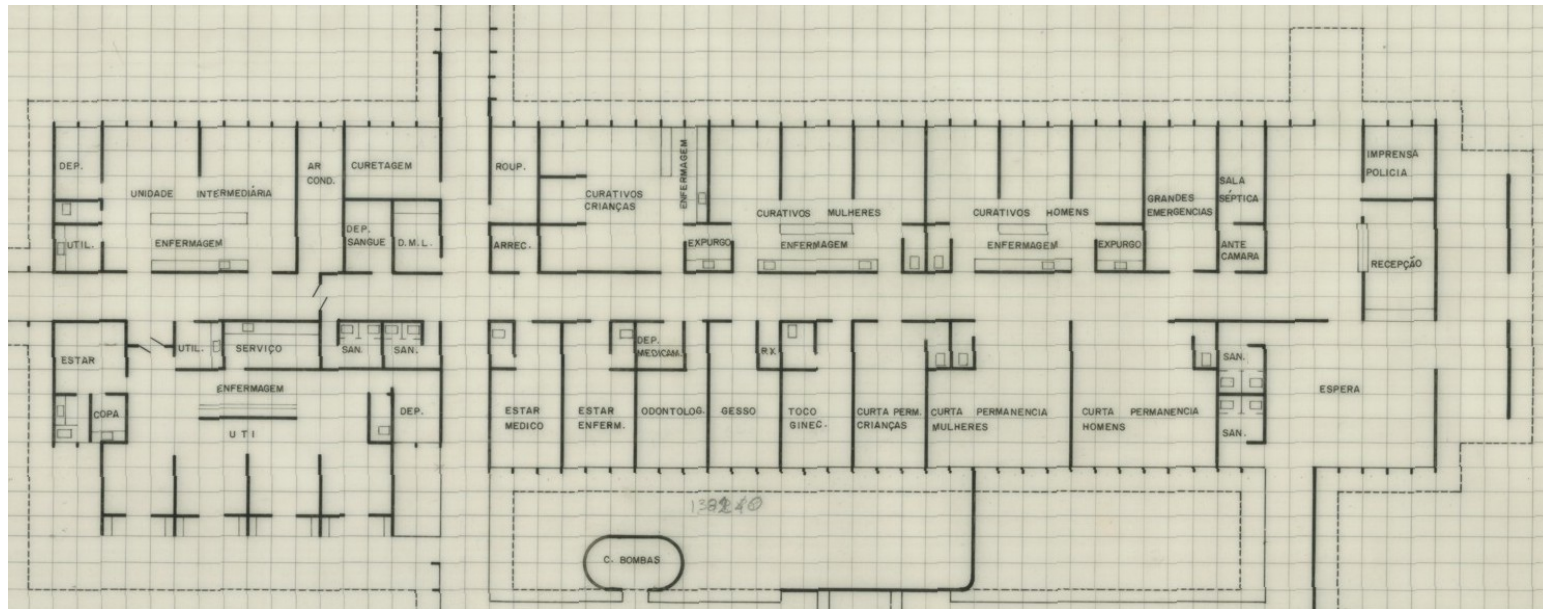 DEP.
UNIDADE INTERMEDIÁRIA
AR
COND.
CURETAGEM
UTIL.
ENFERMAGEM
DEP.
SANGUE
D.M.L.
ROUP.
CURATIVOS
CRIANÇAS
ENFERMAGEM
ARREC.
EXPURGO
CURATIVOS MULHERES
ENFERMAGEM
CURATIVOS HOMENS
ENFERMAGEM
EXPURGO
GRANDES
EMERGENCIAS
SALA
SÉPTICA
ANTE
CAMARA
IMPRENSA
POLICIA
RECEPÇÃO
ESTAR
UTIL.
SERVIÇO
SAN.
SAN.
ENFERMAGEM
COPA
UTI
DEP.
ESTAR
MEDICO
ESTAR
ENFERM.
DEP.
MEDICAM.
ODONTOLOG.
GESSO
RX
TOCO
GINEC.
CURTA PERM.
CRIANÇAS
CURTA PERMANENCIA
MULHERES
CURTA PERMANENCIA
HOMENS
SAN.
SAN.
ESPERA
C. BOMBAS